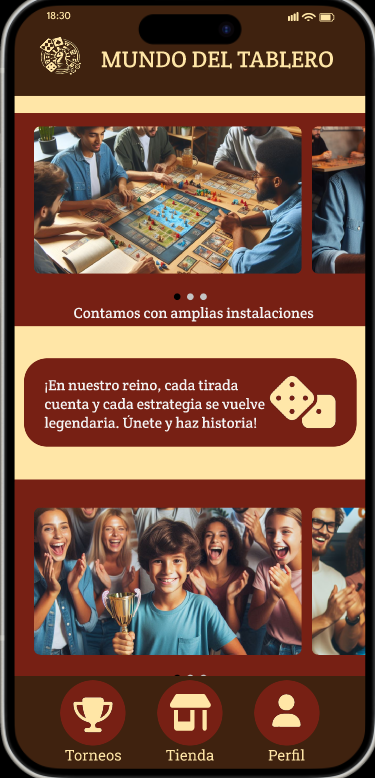 18:30
MUNDO DEL TABLERO
Contamos con amplias instalaciones
¡En nuestro reino, cada tirada
cuenta y cada estrategia se vuelve
legendaria. Únete y haz historia!
Torneos
Tienda
Perfil